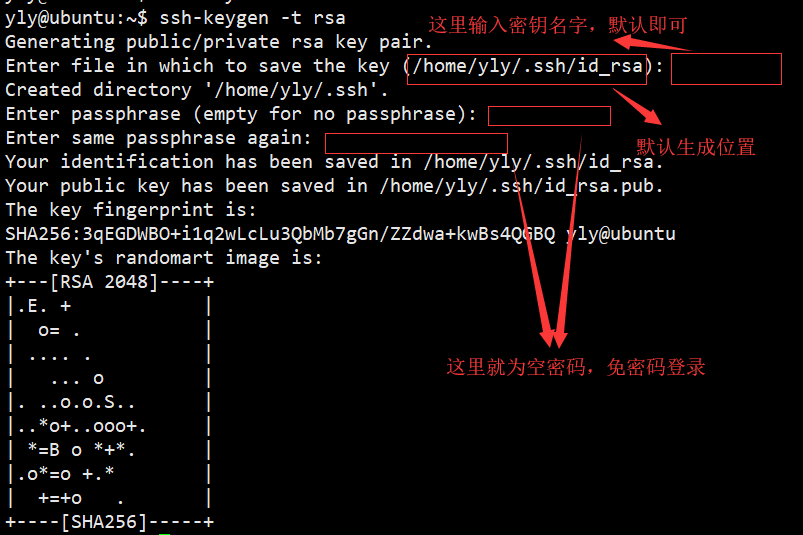 yly@ubuntu:~$ ssh-keygen -t rsa
这里输入密钥名字，默认即可
Generating public/private rsa key pair.
Enter file in which to save the key (/home/yly/.ssh/id_rsa):
Created directory '/home/yly/.ssh'.
Enter passphrase (empty for no passphrase):
Enter same passphrase again:
默认生成位置
Your identification has been saved in /home/yly/.ssh/id_rsa.
Your public key has been saved in /home/yly/.ssh/id_rsa.pub.
The key fingerprint is:
SHA256:3qEGDWBO+i1q2wLcLu3QbMb7gGn/ZZdwa+kwBs4QGBQ yly@ubuntu
The key's randomart image is:
+---[RSA 2048]----+
|.E. +            |
|  o= .           |
| .... .          |
|   ... o         |
|. ..o.o.S..      |
|..*o+..ooo+.     |
| *=B o *+*.      |
|.o*=o +.*        |
|  +=+o   .       |
+----[SHA256]-----+
这里就为空密码，免密码登录